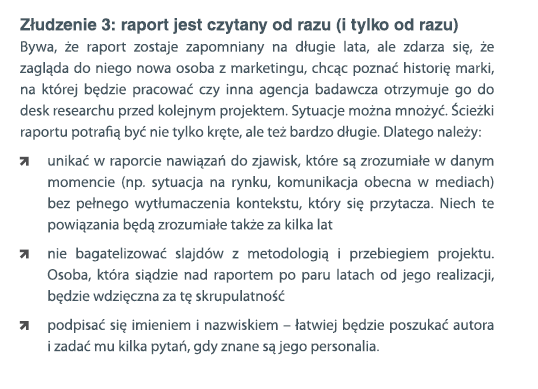 Złudzenie 3: raport jest czytany od razu (i tylko od razu)
Bywa, że raport zostaje zapomniany na długie lata, ale zdarza się, że
zagląda do niego nowa osoba z marketingu, chcąc poznać historię marki,
na której będzie pracować czy inna agencja badawcza otrzymuje go do
desk researchu przed kolejnym projektem. Sytuacje można mnożyć. Ścieżki
raportu potrafią być nie tylko kręte, ale też bardzo długie. Dlatego należy:
unikać w raporcie nawiązań do zjawisk, które są zrozumiałe w danym
momencie (np. sytuacja na rynku, komunikacja obecna w mediach)
bez pełnego wytłumaczenia kontekstu, który się przytacza. Niech te
powiązania będą zrozumiałe także za kilka lat
nie bagatelizować slajdów z metodologią i przebiegiem projektu.
Osoba, która siądzie nad raportem po paru latach od jego realizacji,
będzie wdzięczna za tę skrupulatność
podpisać się imieniem i nazwiskiem – łatwiej będzie poszukać autora
i zadać mu kilka pytań, gdy znane są jego personalia.